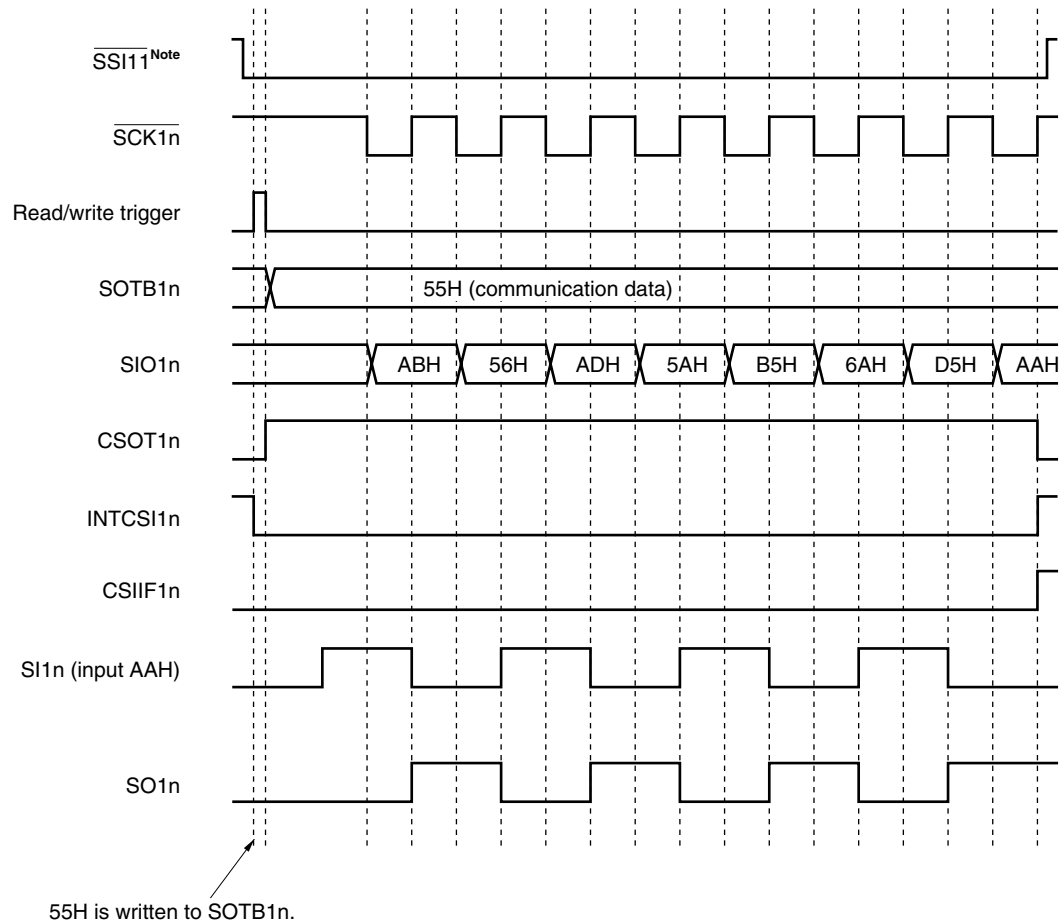 SSI11Note
SCK1n
Read/write trigger
SOTB1n
55H (communication data)
SIO1n
ABH 56H ADH 5AH B5H 6AH D5H AAH
CSOT1n
INTCSI1n
CSIIF1n
SI1n (input AAH)
SO1n
55H is written to SOTB1n.